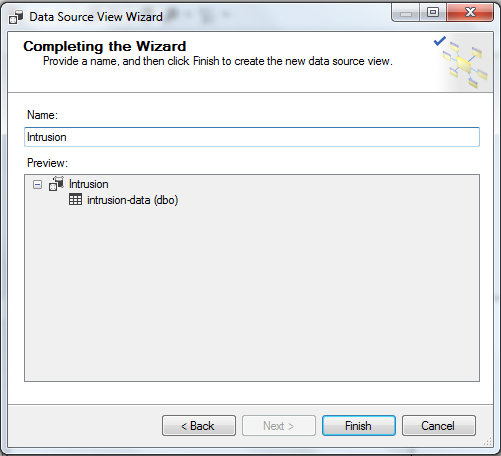 Data Source View Wizard
Completing the Wizard
Provide a name, and then click Finish to create the new data source view.
Name:
Intrusion
Preview:
Intrusion
intrusion-data (dbo)
< Back
Next >
Finish
Cancel